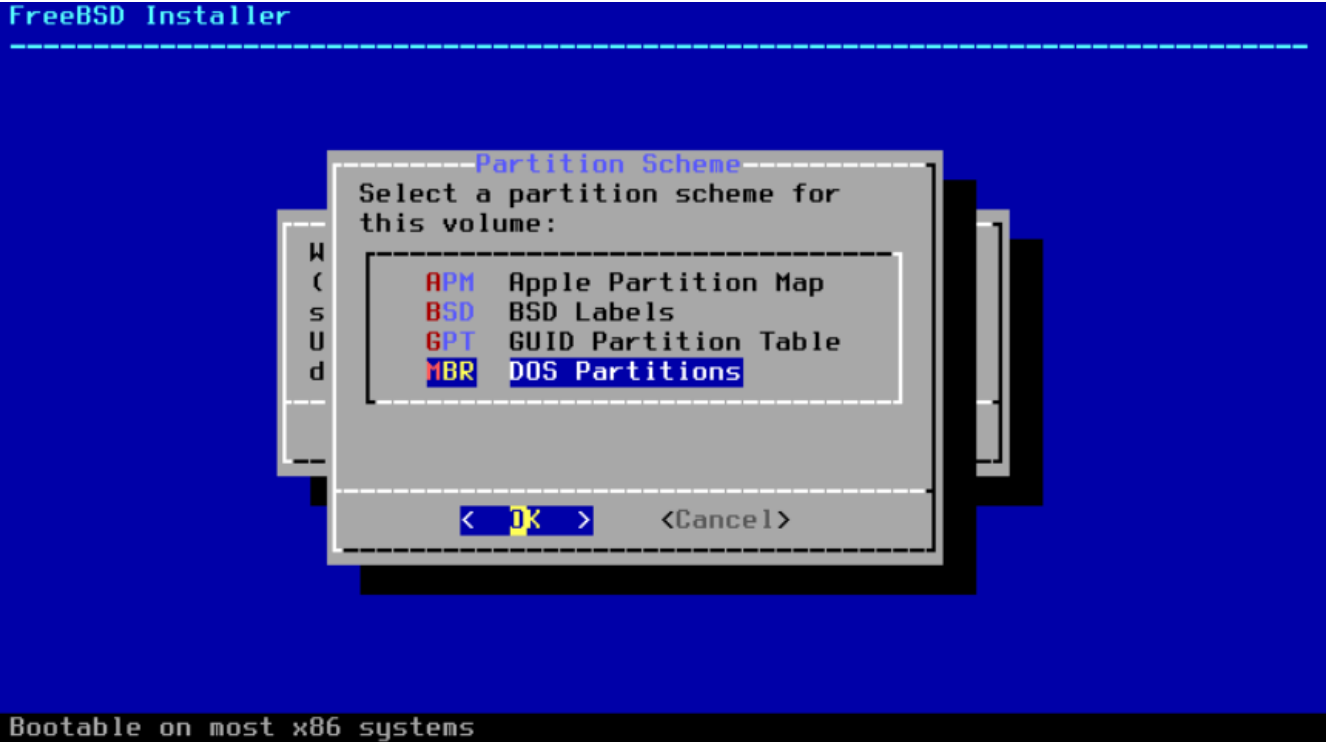 FreeBSD Installer
Partition Scheme
Select a partition scheme for
this volume:
W
(
s
U
d
APM Apple Partition Map
BSD BSD Labels
GPT GUID Partition Table
MBR DOS Partitions
< OK > <Cancel>
Bootable on most x86 systems